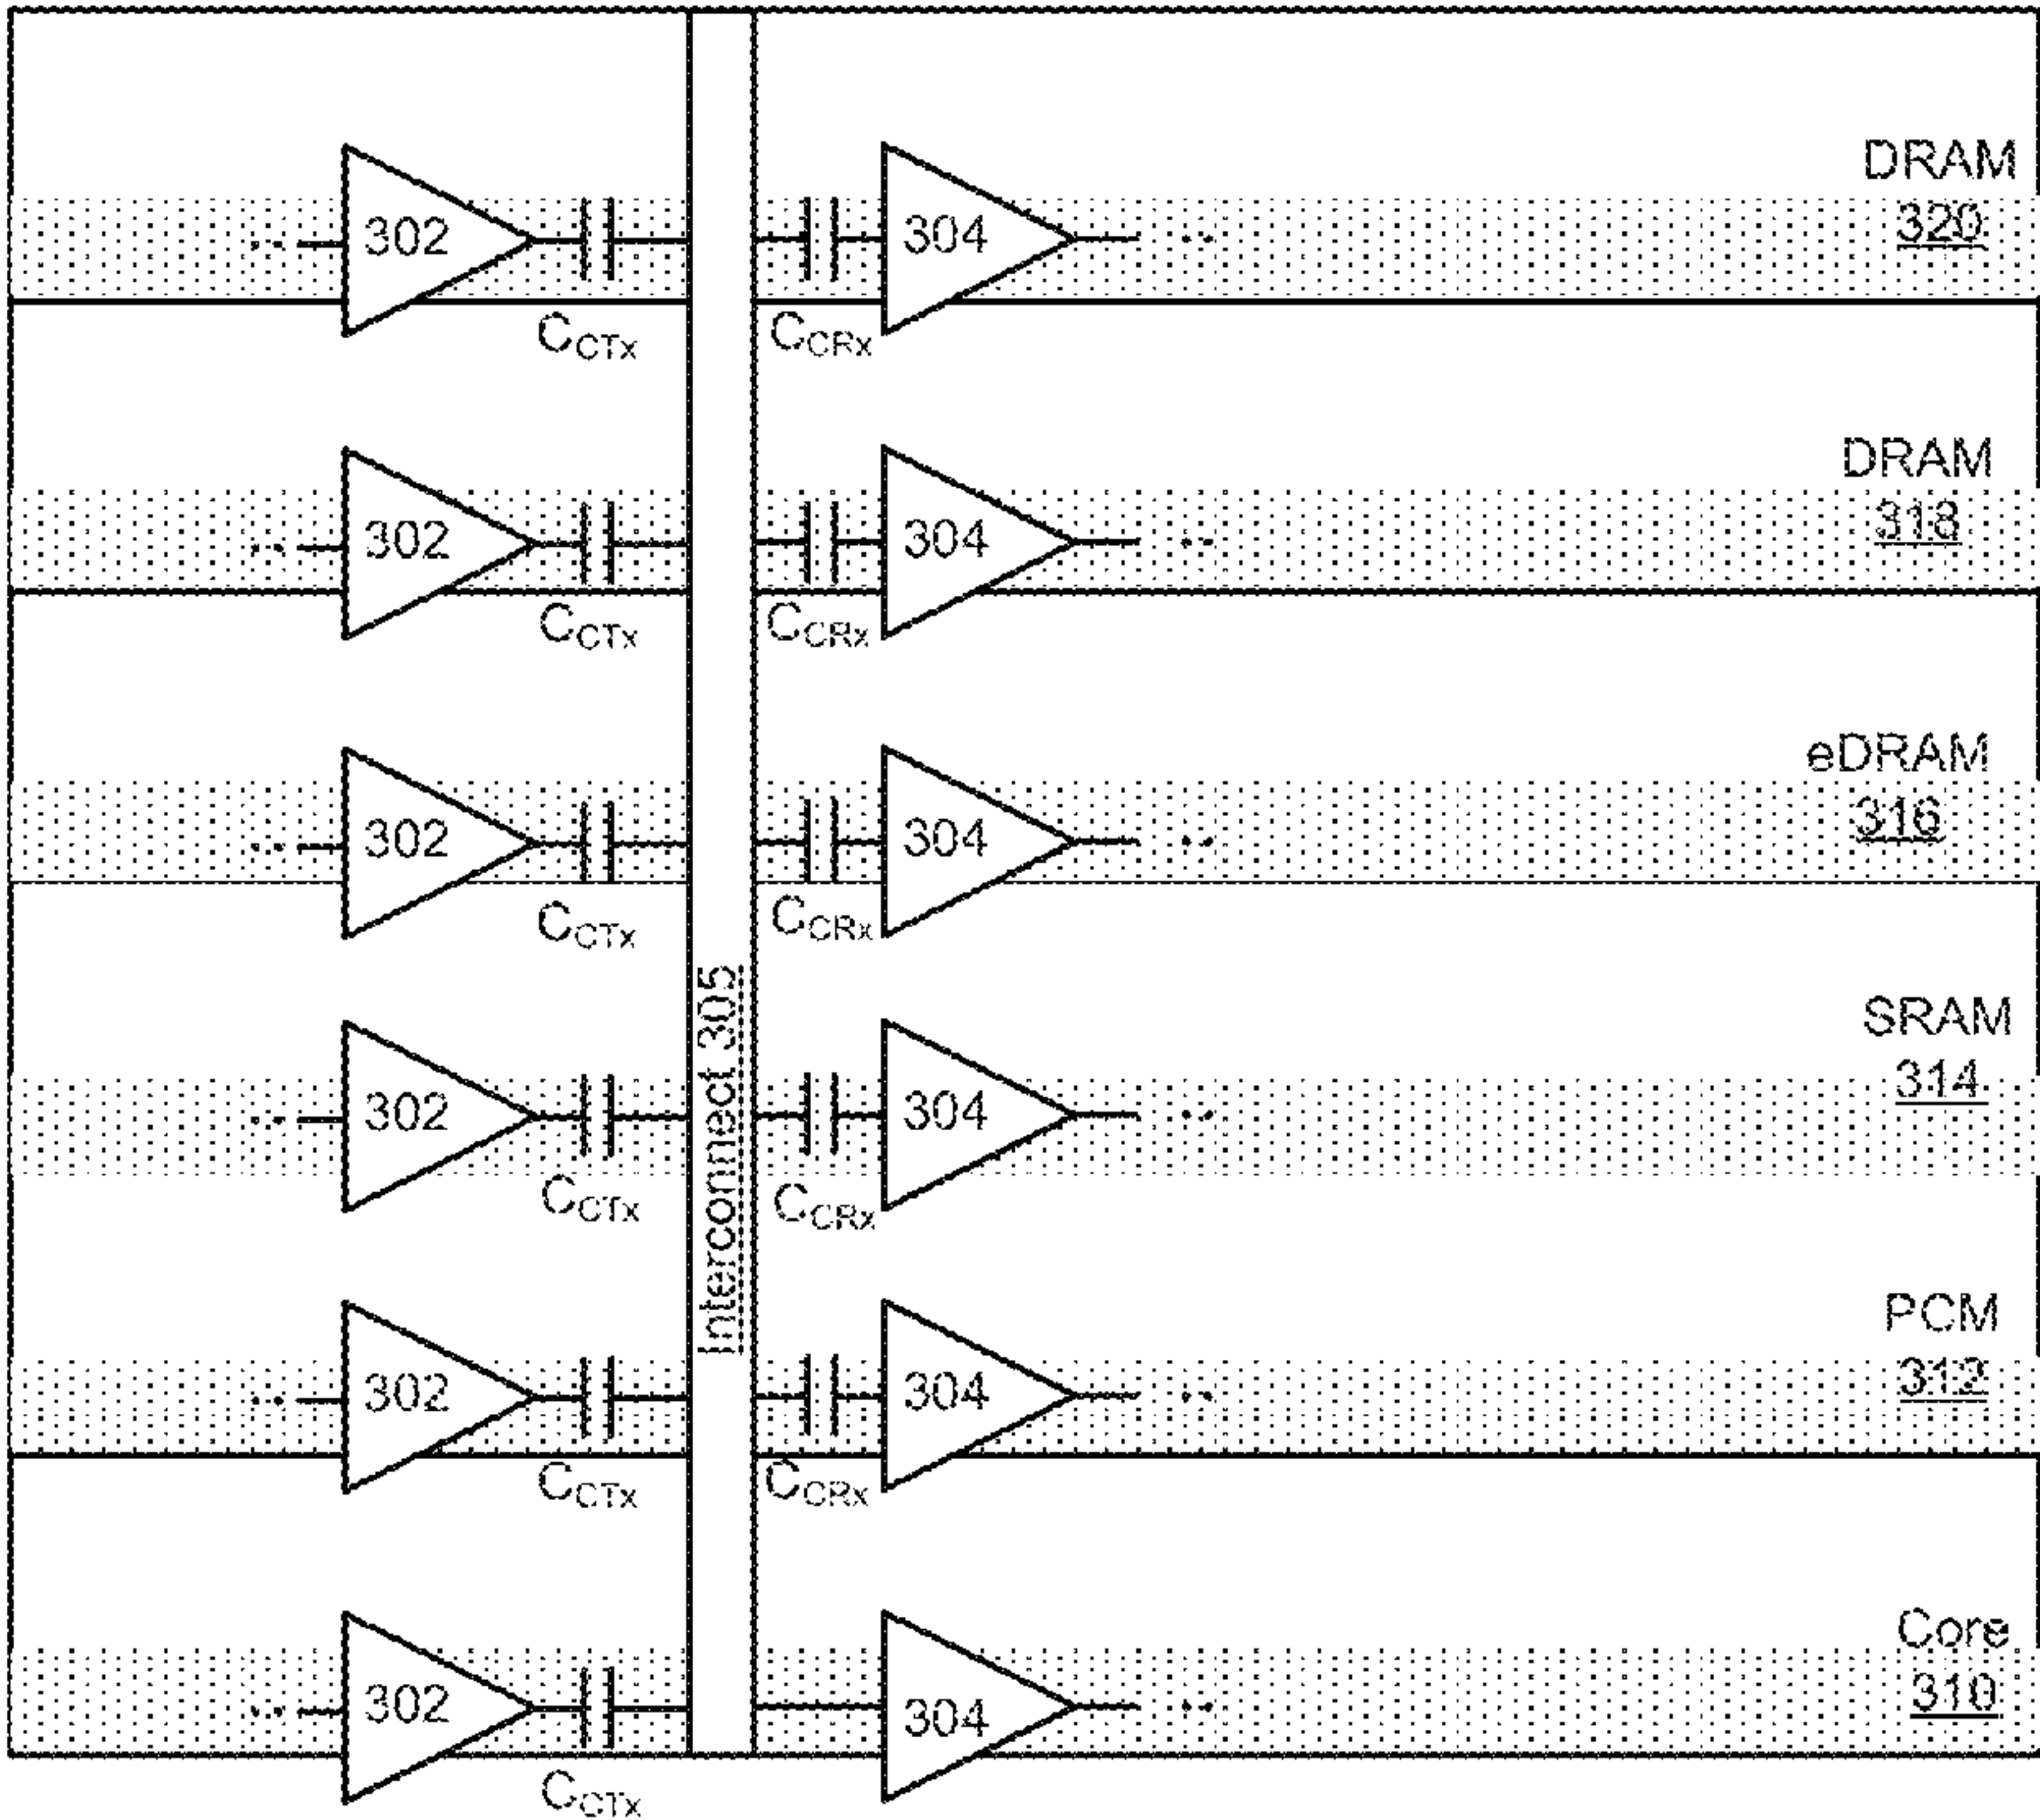 DRAM
302 304 320
CCTx CCRx
DRAM
302 304 318
CCTx CCRx
eDRAM
302 304 316
CCTx CCRx
Interconnect 305
SRAM
302 304 314
CCTx CCRx
PCM
302 304 312
CCTx CCRx
Core
302 304 310
CCTx